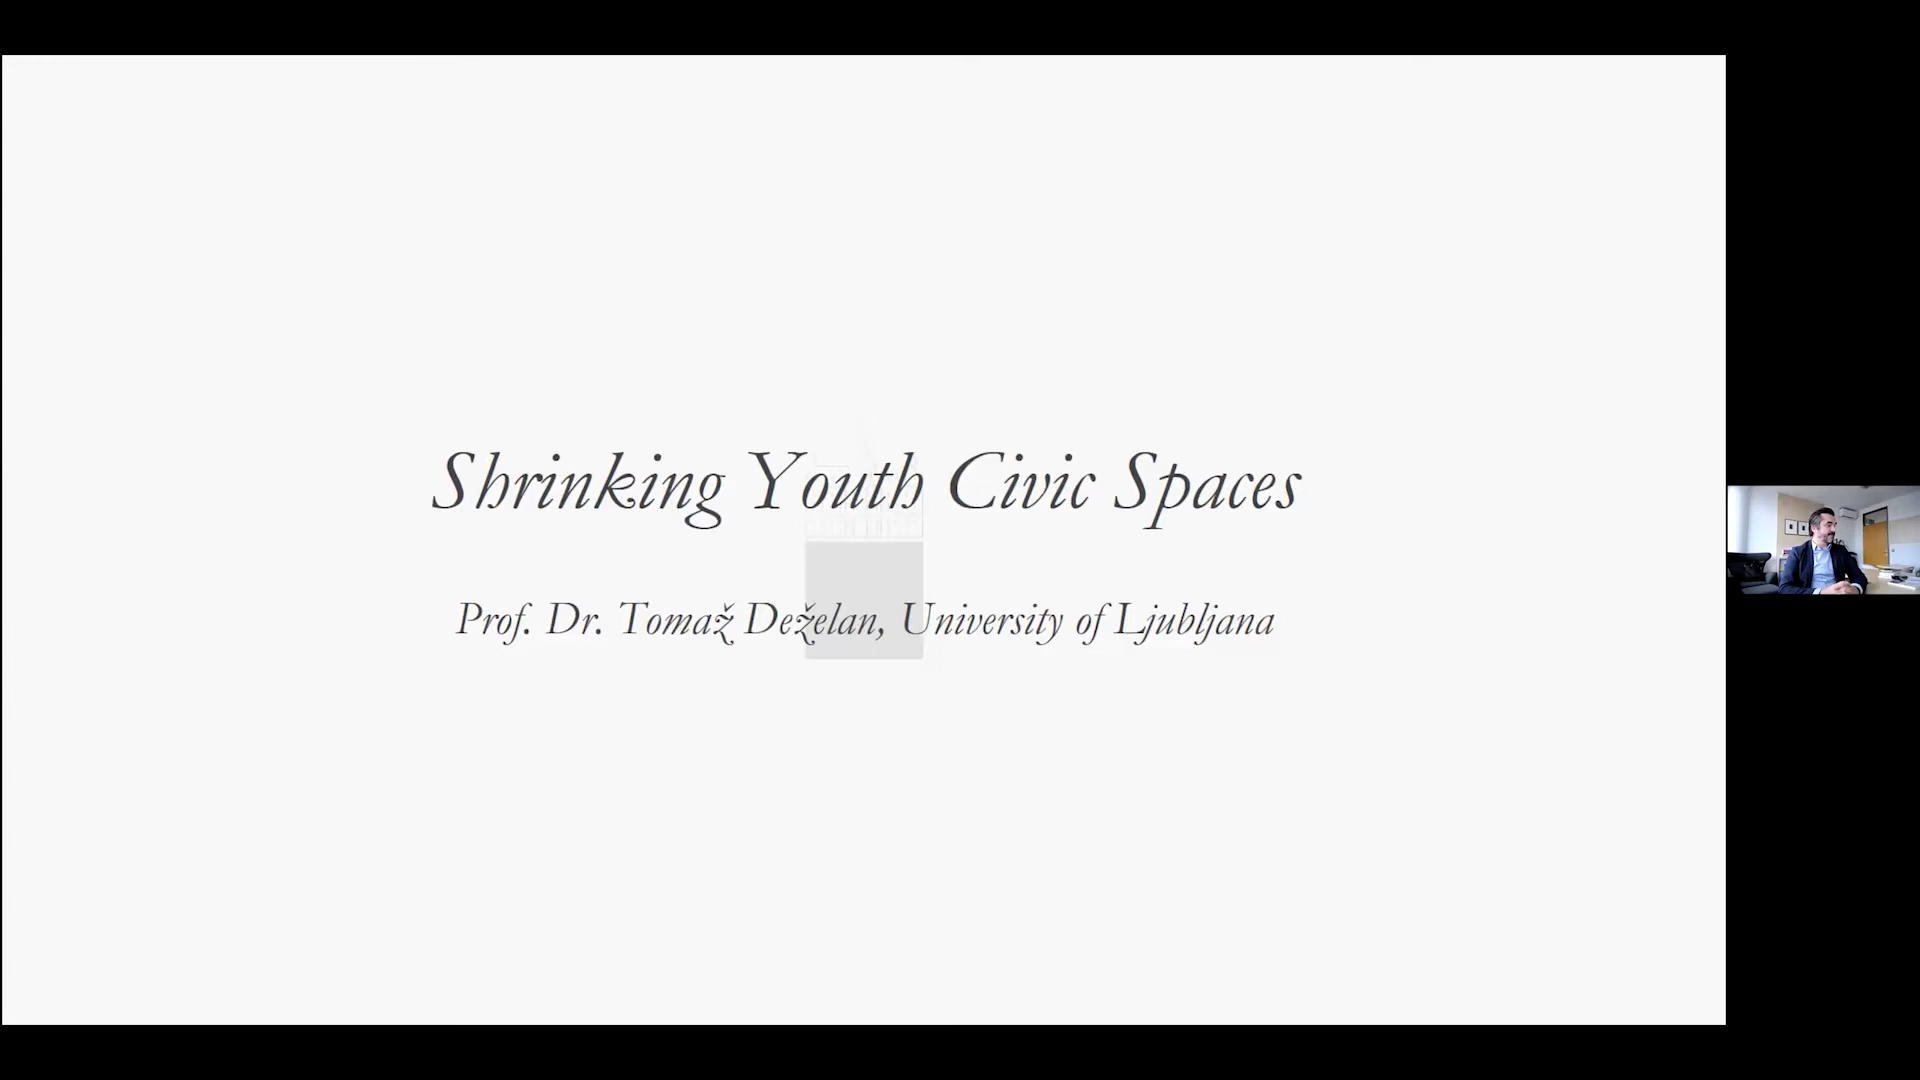 Shrinking Youth Civic Spaces
Prof. Dr. Tomaž Deželan, University of Ljubljana